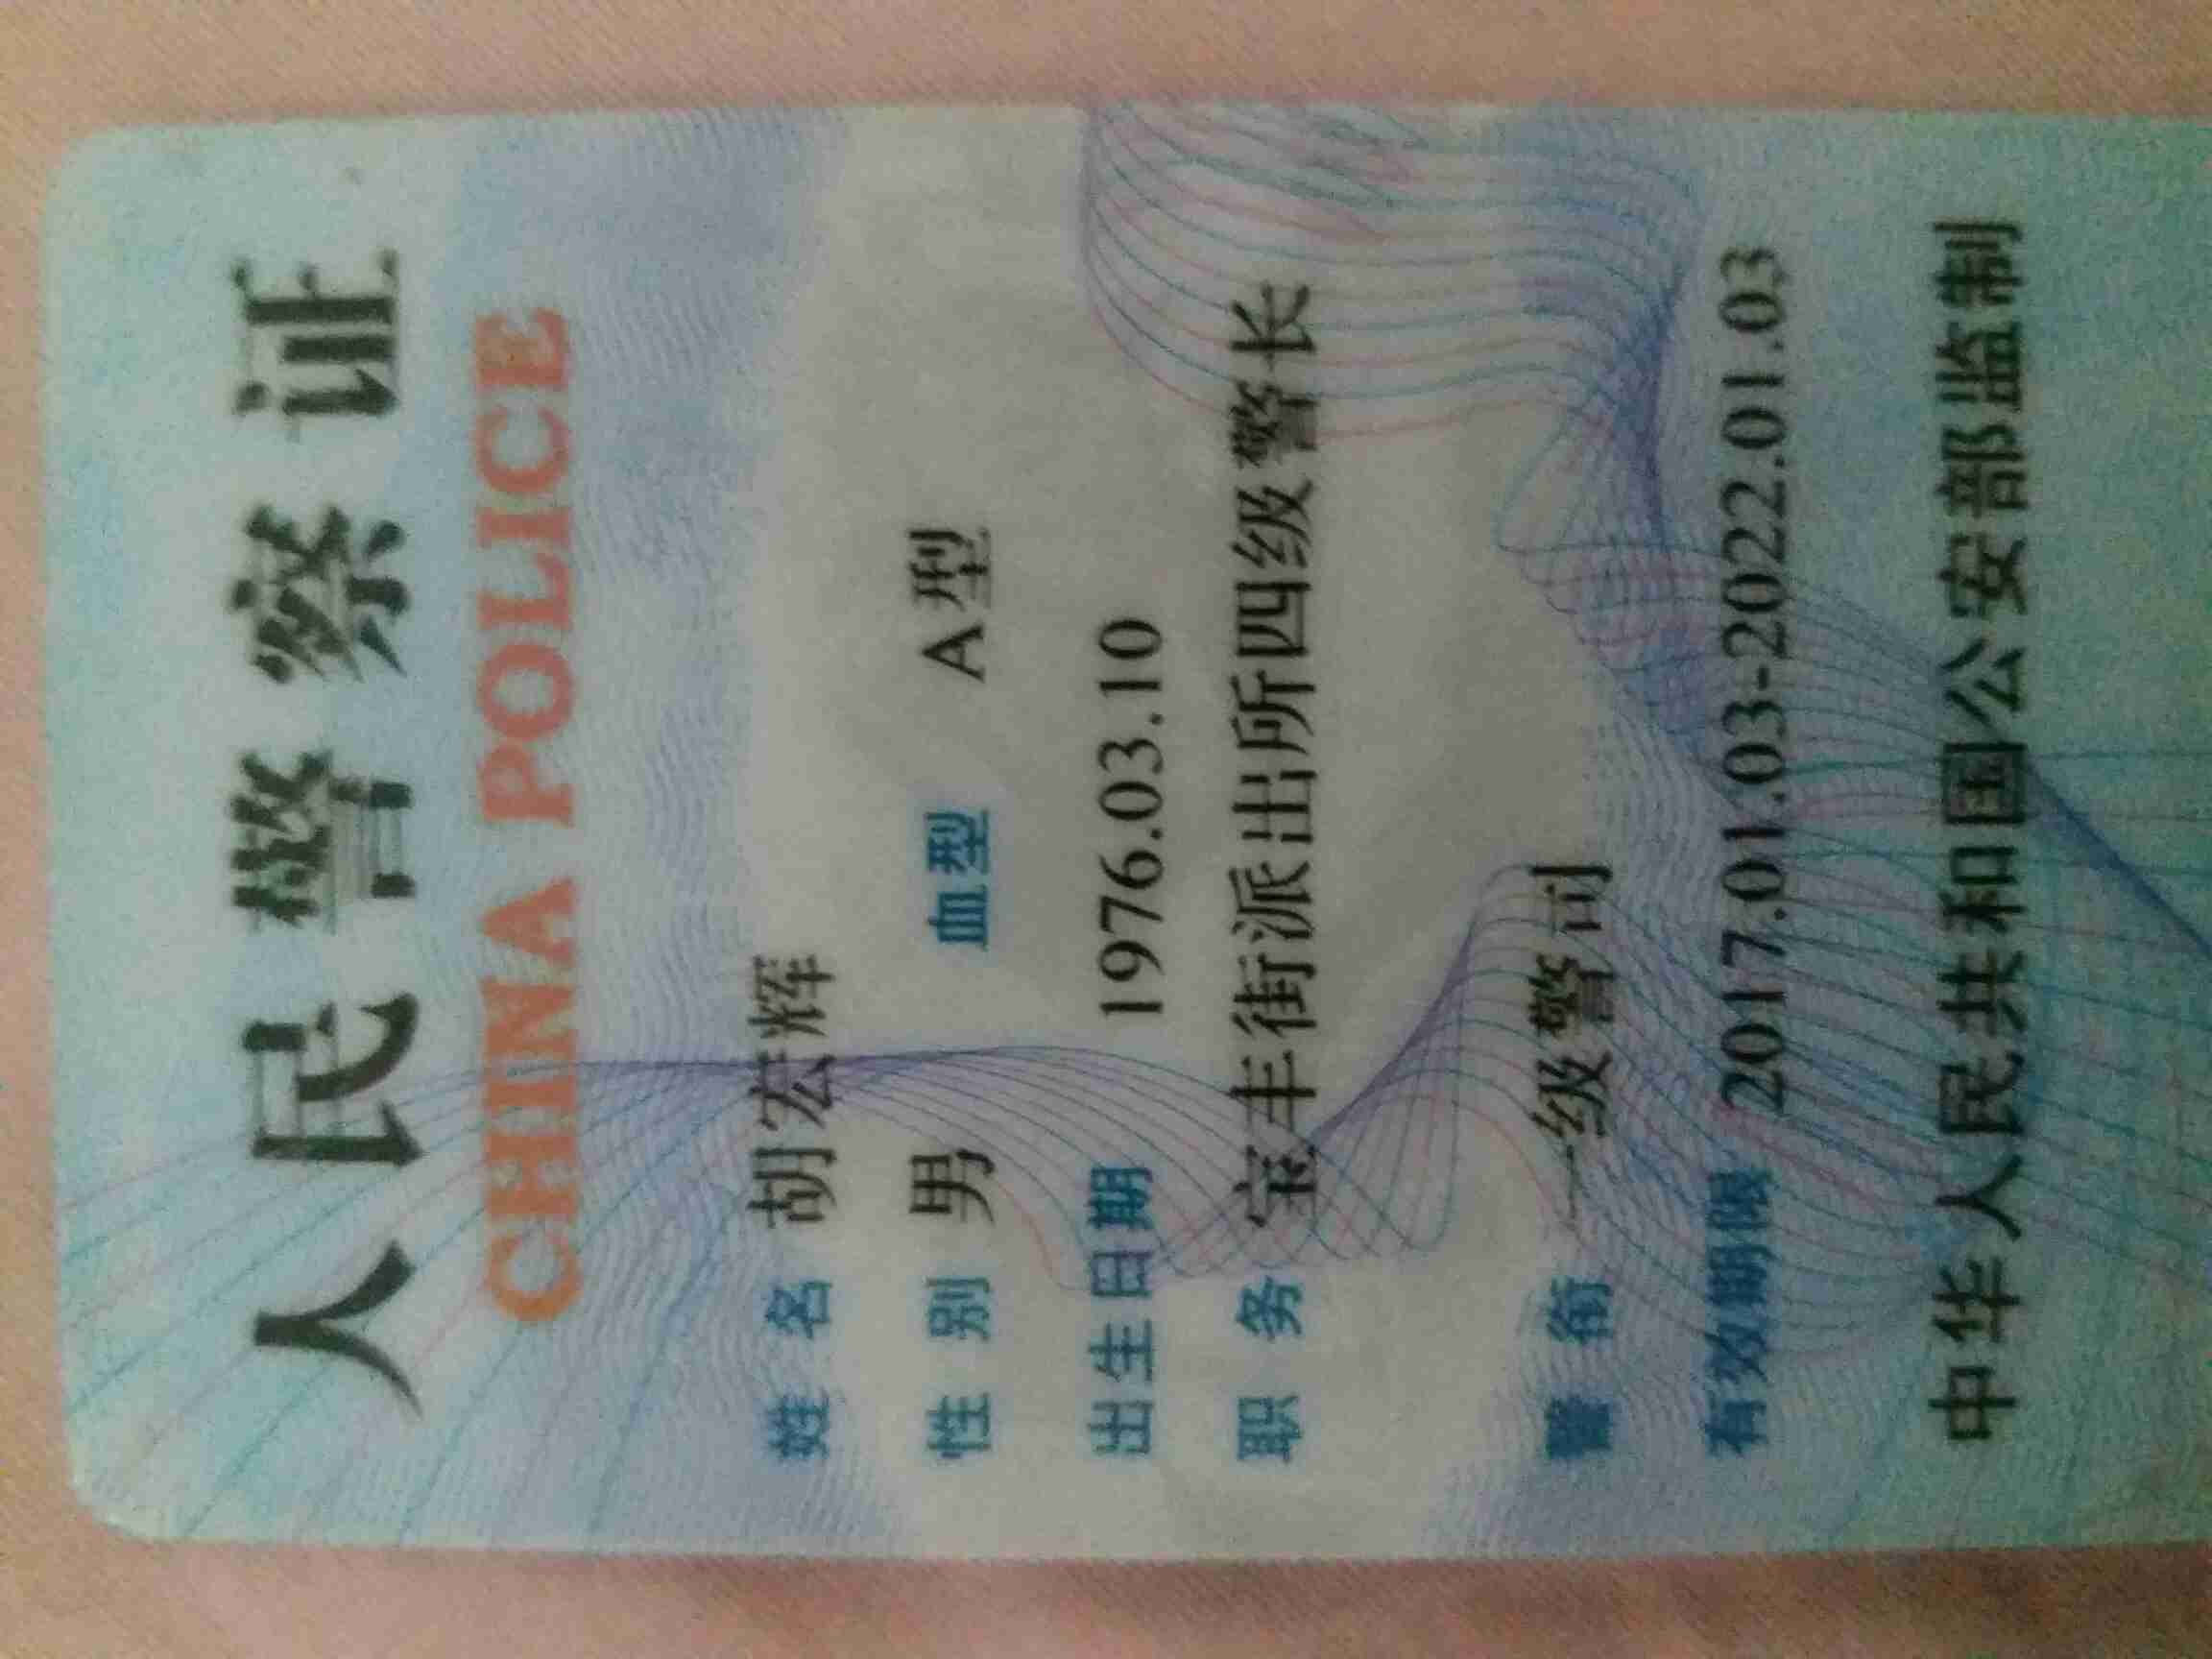 人民警察证
CHINA POLICE
姓 名 胡宏辉
性 别 男 血型 A型
出生日期 1976.03.10
职 务 宝丰街派出所四级警长
警 衔 一级警司
有效期限 2017.01.03-2022.01.03
中华人民共和国公安部监制